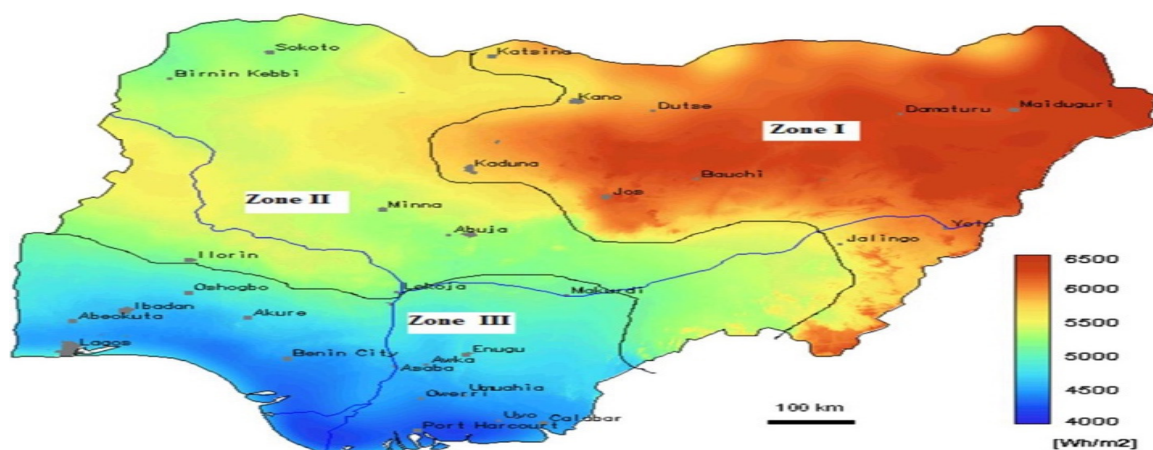 Sokoto
Katsina
Birnin Kebbi
Kano
Dutse
Damaturu
Maiduguri
Zone I
Kaduna
Bauchi
Jos
Zone II
Minna
Abuja
Yola
Jalingo
Ilorin
Oshogbo
Lokoja
Makurdi
Ibadan
Abeokuta
Akure
Zone III
Lagos
Benin City
Enugu
Awka
Asaba
Umuahia
Owerri
Uyo
Calabar
Port Harcourt
100 km
6500
6000
5500
5000
4500
4000
[Wh/m2]